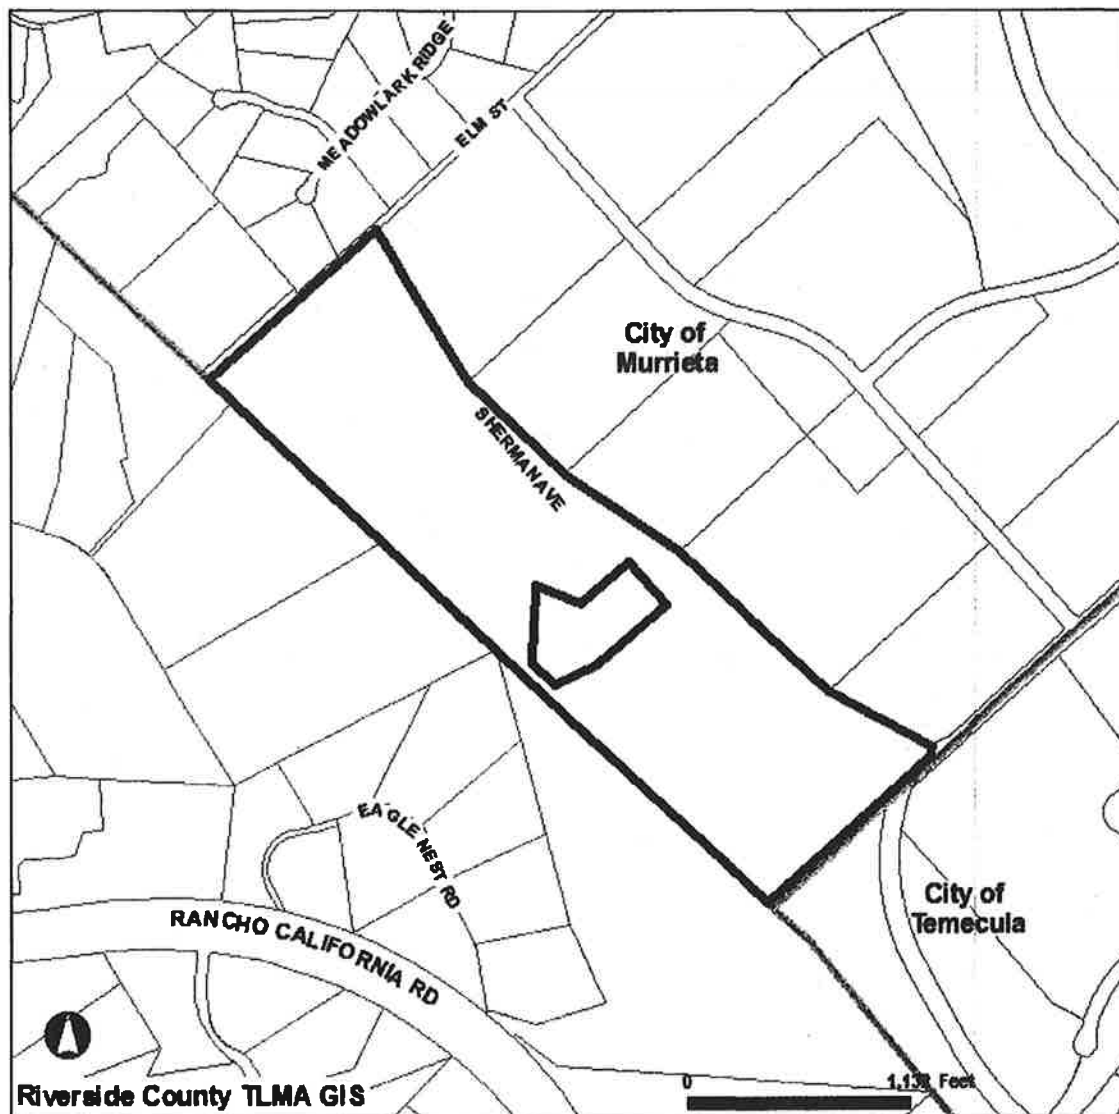 MEADOWLARK RIDGE
ELM ST
City of
Murrieta
SHERMAN AVE
EAGLE NEST RD
City of
Temecula
RANCHO CALIFORNIA RD
0
Feet
Riverside County TLMA GIS